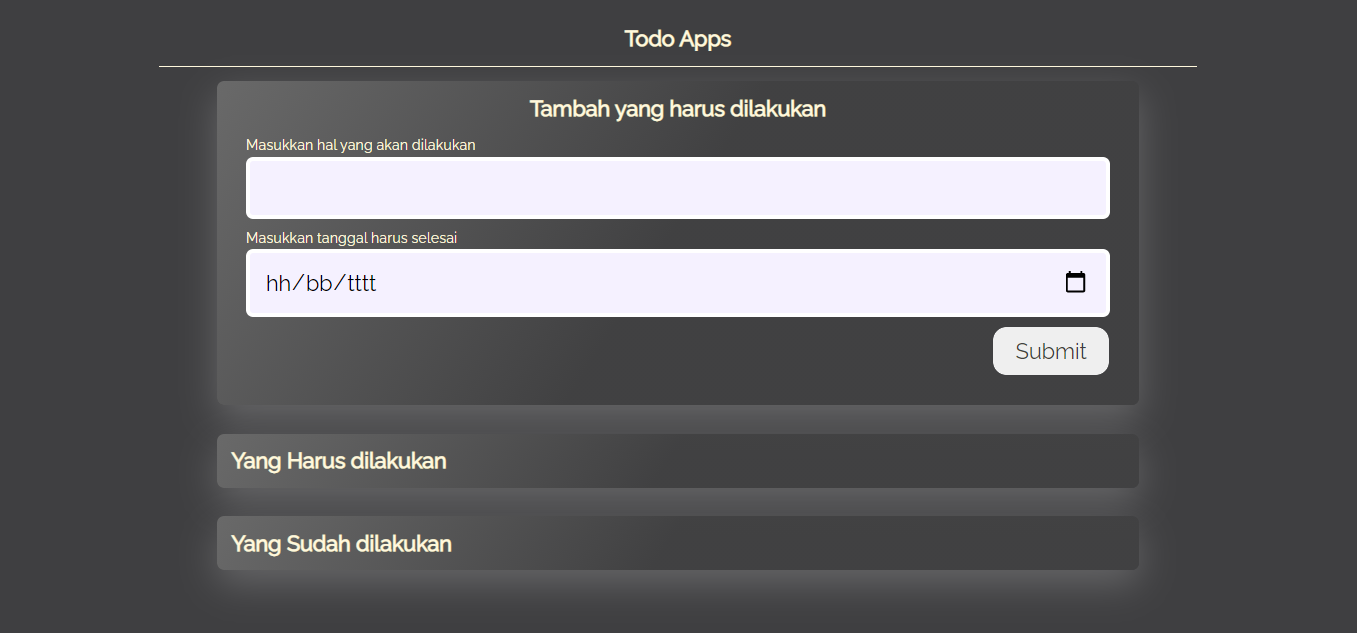 Todo Apps
Tambah yang harus dilakukan
Masukkan hal yang akan dilakukan
Masukkan tanggal harus selesai
hh/bb/tttt
Submit
Yang Harus dilakukan
Yang Sudah dilakukan